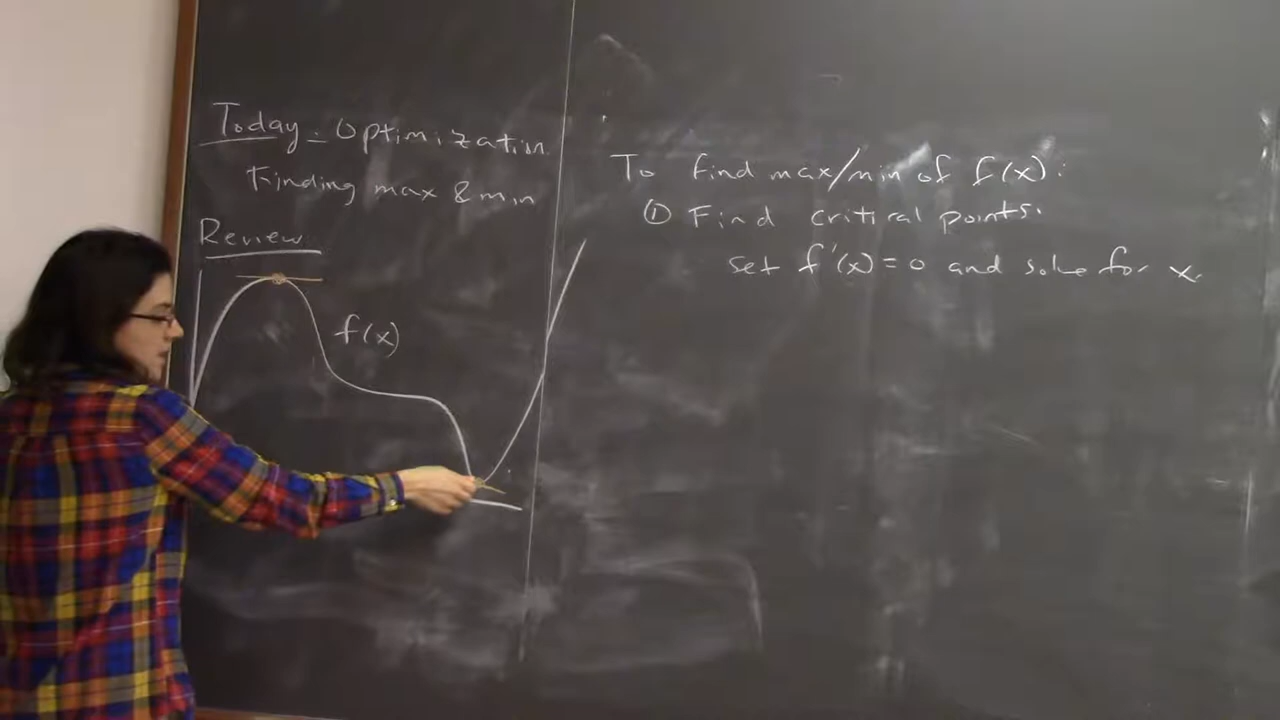 Today: Optimization
Finding max & min
Review
f(x)
To find max/min of f(x):
① Find critical points.
set f'(x)=0 and solve for x.